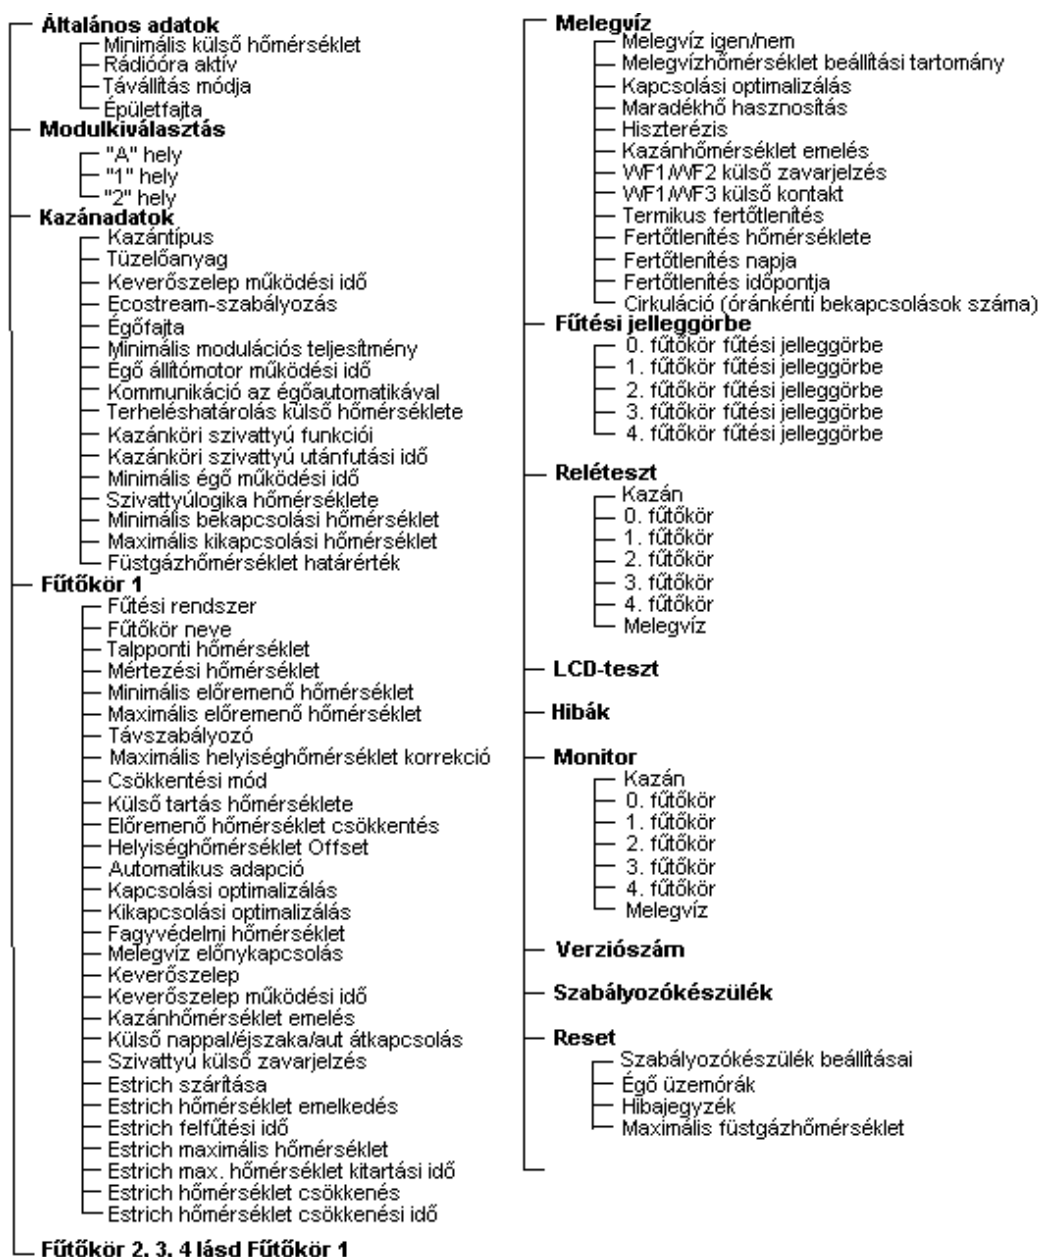 Általános adatok
Minimális külső hőmérséklet
Rádióóra aktív
Távállítás módja
Épületfajta
Modulkiválasztás
"A" hely
"1" hely
"2" hely
Kazánadatok
Kazántípus
Tüzelőanyag
Keverőszelep működési idő
Ecostream-szabályozás
Égőfajta
Minimális modulációs teljesítmény
Égő állítómotor működési idő
Kommunikáció az égőautomatikával
Terheléshatárolás külső hőmérséklete
Kazánköri szivattyú funkciói
Kazánköri szivattyú utánfutási idő
Minimális égő működési idő
Szivattyúlogika hőmérséklete
Minimális bekapcsolási hőmérséklet
Maximális kikapcsolási hőmérséklet
Füstgázhőmérséklet határérték
Fűtőkör 1
Fűtési rendszer
Fűtőkör neve
Talpponti hőmérséklet
Mértezési hőmérséklet
Minimális előremenő hőmérséklet
Maximális előremenő hőmérséklet
Távszabályozó
Maximális helyiséghőmérséklet korrekció
Csökkentési mód
Külső tartás hőmérséklete
Előremenő hőmérséklet csökkentés
Helyiséghőmérséklet Offset
Automatikus adapció
Kapcsolási optimalizálás
Kikapcsolási optimalizálás
Fagyvédelmi hőmérséklet
Melegvíz előnykapcsolás
Keverőszelep
Keverőszelep működési idő
Kazánhőmérséklet emelés
Külső nappal/éjszaka/aut átkapcsolás
Szivattyú külső zavarjelzés
Estrich szárítása
Estrich hőmérséklet emelkedés
Estrich felfűtési idő
Estrich maximális hőmérséklet
Estrich max. hőmérséklet kitartási idő
Estrich hőmérséklet csökkenés
Estrich hőmérséklet csökkenési idő
Fűtőkör 2, 3, 4 lásd Fűtőkör 1
Melegvíz
Melegvíz igen/nem
Melegvízhőmérséklet beállítási tartomány
Kapcsolási optimalizálás
Maradékhő hasznosítás
Hiszterézis
Kazánhőmérséklet emelés
WF1/WF2 külső zavarjelzés
WF1/WF3 külső kontakt
Termikus fertőtlenítés
Fertőtlenítés hőmérséklete
Fertőtlenítés napja
Fertőtlenítés időpontja
Cirkuláció (óránkénti bekapcsolások száma)
Fűtési jelleggörbe
0. fűtőkör fűtési jelleggörbe
1. fűtőkör fűtési jelleggörbe
2. fűtőkör fűtési jelleggörbe
3. fűtőkör fűtési jelleggörbe
4. fűtőkör fűtési jelleggörbe
Reléteszt
Kazán
0. fűtőkör
1. fűtőkör
2. fűtőkör
3. fűtőkör
4. fűtőkör
Melegvíz
LCD-teszt
Hibák
Monitor
Kazán
0. fűtőkör
1. fűtőkör
2. fűtőkör
3. fűtőkör
4. fűtőkör
Melegvíz
Verziószám
Szabályozókészülék
Reset
Szabályozókészülék beállításai
Égő üzemórák
Hibajegyzék
Maximális füstgázhőmérséklet